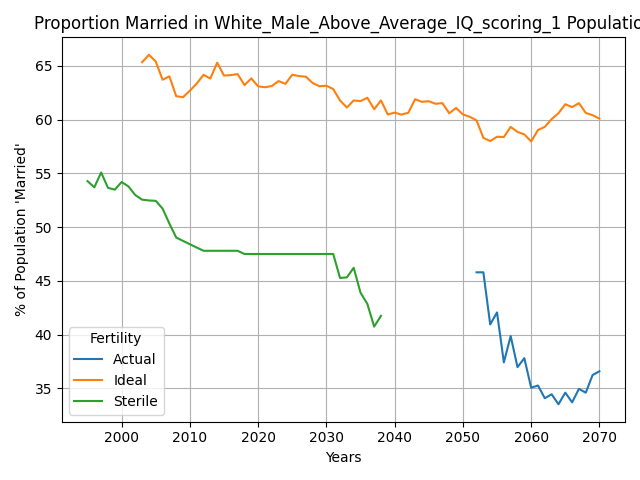 Proportion Married in White_Male_Above_Average_IQ_scoring_1 Populatio
% of Population 'Married'
65
60
55
50
45
40
35
Fertility
Actual
Ideal
Sterile
2000 2010 2020 2030 2040 2050 2060 2070
Years